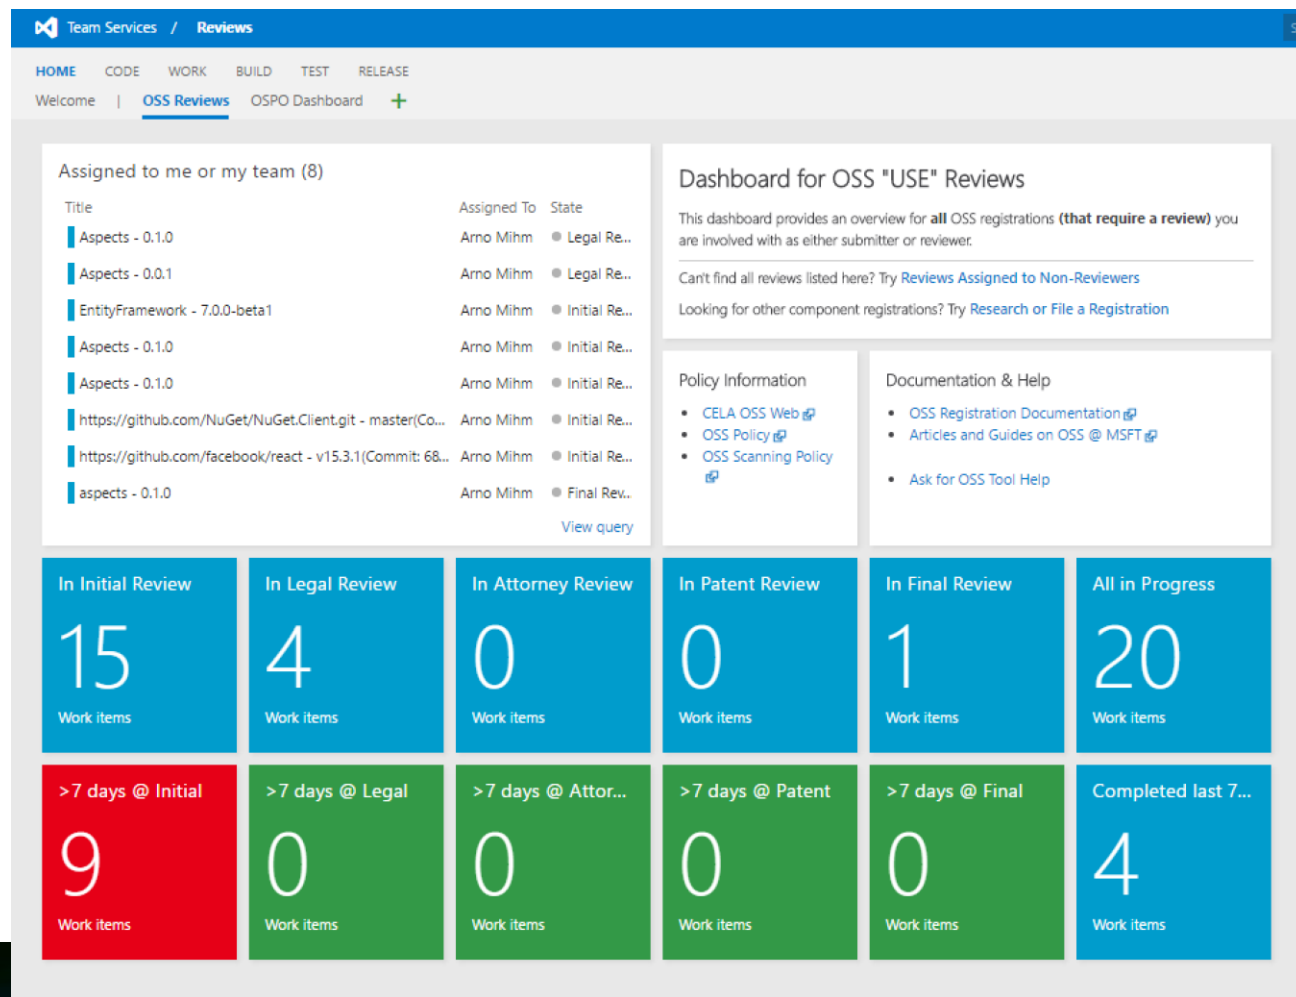 Team Services / Reviews
HOME CODE WORK BUILD TEST RELEASE
Welcome | OSS Reviews OSPO Dashboard +
Assigned to me or my team (8)
Title Assigned To State
Aspects - 0.1.0 Arno Mihm Legal Re...
Aspects - 0.0.1 Arno Mihm Legal Re...
EntityFramework - 7.0.0-beta1 Arno Mihm Initial Re...
Aspects - 0.1.0 Arno Mihm Initial Re...
Aspects - 0.1.0 Arno Mihm Initial Re...
https://github.com/NuGet/NuGet.Client.git - master(Co... Arno Mihm Initial Re...
https://github.com/facebook/react - v15.3.1(Commit: 68... Arno Mihm Initial Re...
aspects - 0.1.0 Arno Mihm Final Rev...
View query
Dashboard for OSS "USE" Reviews
This dashboard provides an overview for all OSS registrations (that require a review) you
are involved with as either submitter or reviewer.
Can't find all reviews listed here? Try Reviews Assigned to Non-Reviewers
Looking for other component registrations? Try Research or File a Registration
Policy Information
• CELA OSS Web
• OSS Policy
• OSS Scanning Policy
Documentation & Help
• OSS Registration Documentation
• Articles and Guides on OSS @ MSFT
• Ask for OSS Tool Help
In Initial Review
15
Work items
In Legal Review
4
Work items
In Attorney Review
0
Work items
In Patent Review
0
Work items
In Final Review
1
Work items
All in Progress
20
Work items
>7 days @ Initial
9
Work items
>7 days @ Legal
0
Work items
>7 days @ Attor...
0
Work items
>7 days @ Patent
0
Work items
>7 days @ Final
0
Work items
Completed last 7...
4
Work items